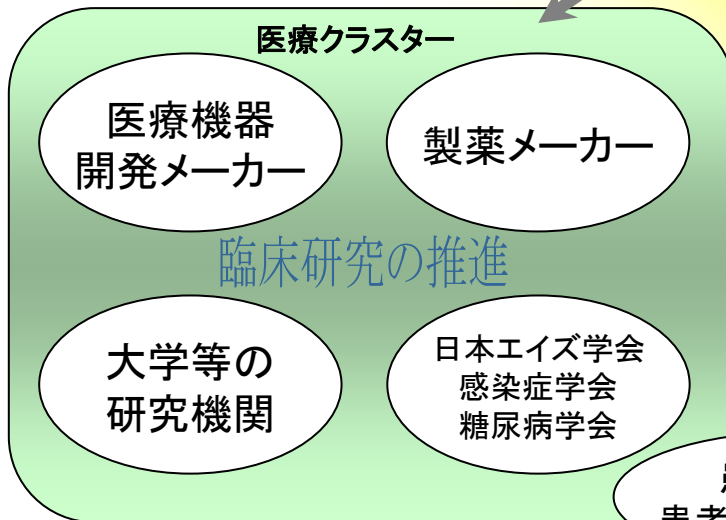 医療クラスター
医療機器
開発メーカー
製薬メーカー
臨床研究の推進
大学等の
研究機関
日本エイズ学会
感染症学会
糖尿病学会
患者